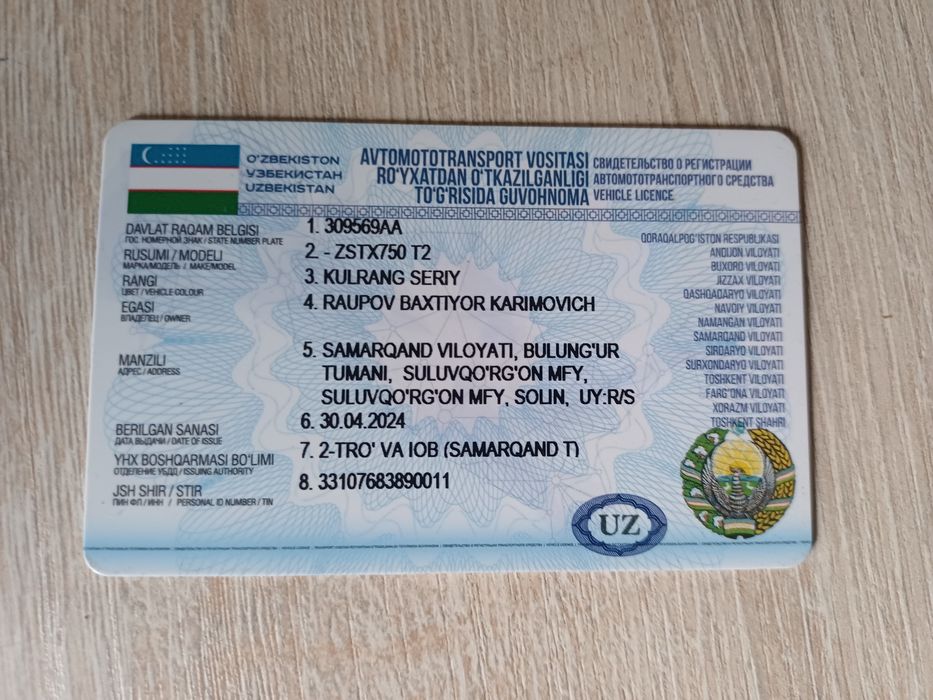 O'ZBEKISTON
УЗБЕКИСТАН
UZBEKISTAN
AVTOMOTOTRANSPORT VOSITASI
RO'YXATDAN O'TKAZILGANLIGI
TO'G'RISIDA GUVOHNOMA
СВИДЕТЕЛЬСТВО О РЕГИСТРАЦИИ
АВТОМОТОТРАНСПОРТНОГО СРЕДСТВА
VEHICLE LICENCE
DAVLAT RAQAM BELGISI
ГОС. НОМЕРНОЙ ЗНАК / STATE NUMBER PLATE
1. 309569AA
RUSUMI / MODELI
МАРКА/МОДЕЛЬ / MAKE/MODEL
2. - ZSTX750 T2
RANGI
ЦВЕТ / VEHICLE COLOUR
3. KULRANG SERIY
EGASI
ВЛАДЕЛЕЦ / OWNER
4. RAUPOV BAXTIYOR KARIMOVICH
MANZILI
АДРЕС / ADDRESS
5. SAMARQAND VILOYATI, BULUNG'UR
TUMANI, SULUVQO'RG'ON MFY,
SULUVQO'RG'ON MFY, SOLIN, UY:R/S
BERILGAN SANASI
ДАТА ВЫДАЧИ / DATE OF ISSUE
6. 30.04.2024
YHX BOSHQARMASI BO'LIMI
ОТДЕЛЕНИЕ УБДД / ISSUING AUTHORITY
7. 2-TRO' VA IOB (SAMARQAND T)
JSH SHIR / STIR
ПИН ФЛ / ИНН / PERSONAL ID NUMBER / TIN
8. 33107683890011
QORAQALPOG'ISTON RESPUBLIKASI
ANDIJON VILOYATI
BUXORO VILOYATI
JIZZAX VILOYATI
QASHQADARYO VILOYATI
NAVOIY VILOYATI
NAMANGAN VILOYATI
SAMARQAND VILOYATI
SIRDARYO VILOYATI
SURXONDARYO VILOYATI
TOSHKENT VILOYATI
FARG'ONA VILOYATI
XORAZM VILOYATI
TOSHKENT SHAHRI
UZ